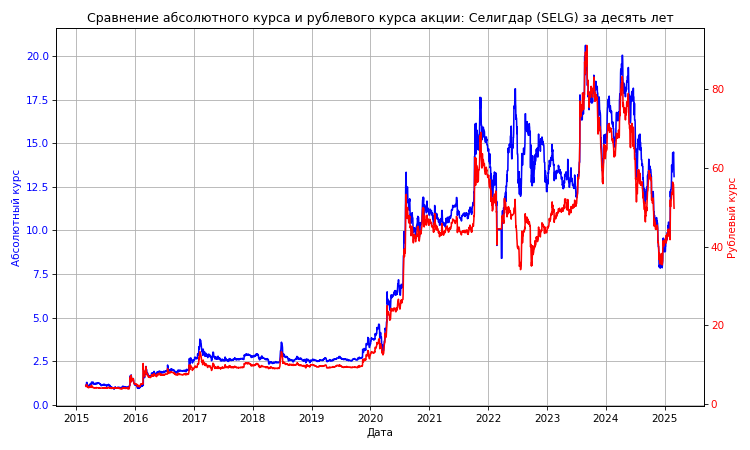 Сравнение абсолютного курса и рублевого курса акции: Селигдар (SELG) за десять лет
Абсолютный курс
20.0
17.5
15.0
12.5
10.0
7.5
5.0
2.5
0.0
80
60
40
20
0
Рублевый курс
2015 2016 2017 2018 2019 2020 2021 2022 2023 2024 2025
Дата